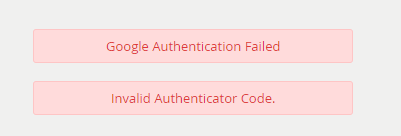 Google Authentication Failed
Invalid Authenticator Code.